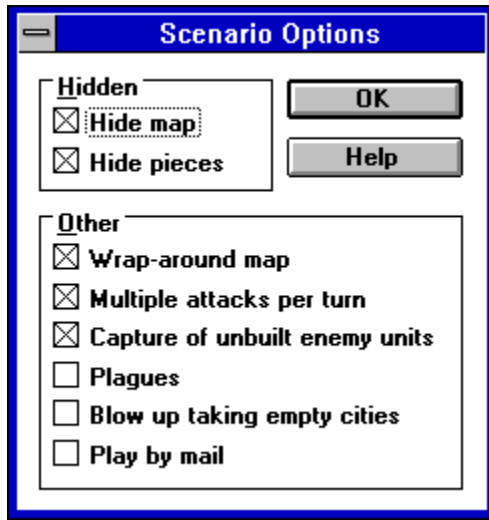 Scenario Options
Hidden
Hide map
Hide pieces
OK
Help
Other
Wrap-around map
Multiple attacks per turn
Capture of unbuilt enemy units
Plagues
Blow up taking empty cities
Play by mail